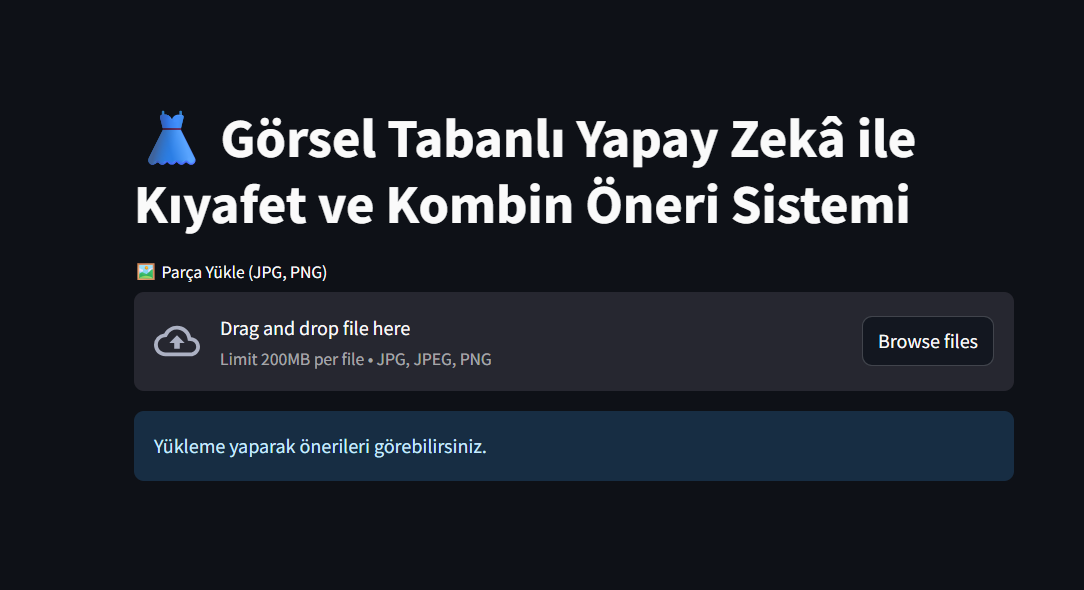 Görsel Tabanlı Yapay Zekâ ile
Kıyafet ve Kombin Öneri Sistemi
Parça Yükle (JPG, PNG)
Drag and drop file here
Limit 200MB per file • JPG, JPEG, PNG
Browse files
Yükleme yaparak önerileri görebilirsiniz.